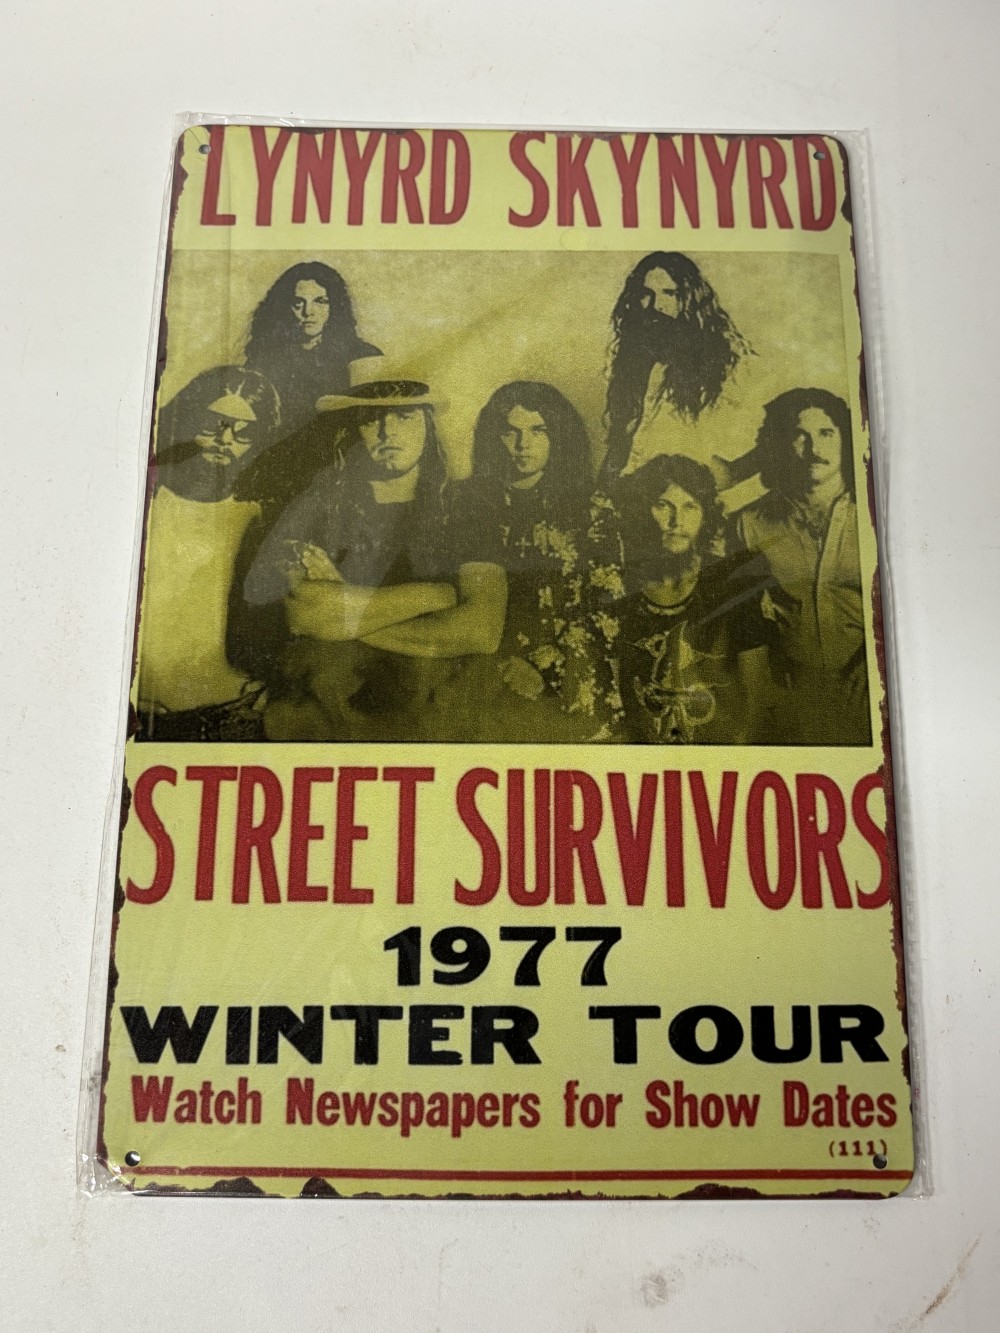 LYNYRD SKYNYRD
STREET SURVIVORS
1977
WINTER TOUR
Watch Newspapers for Show Dates
(111)